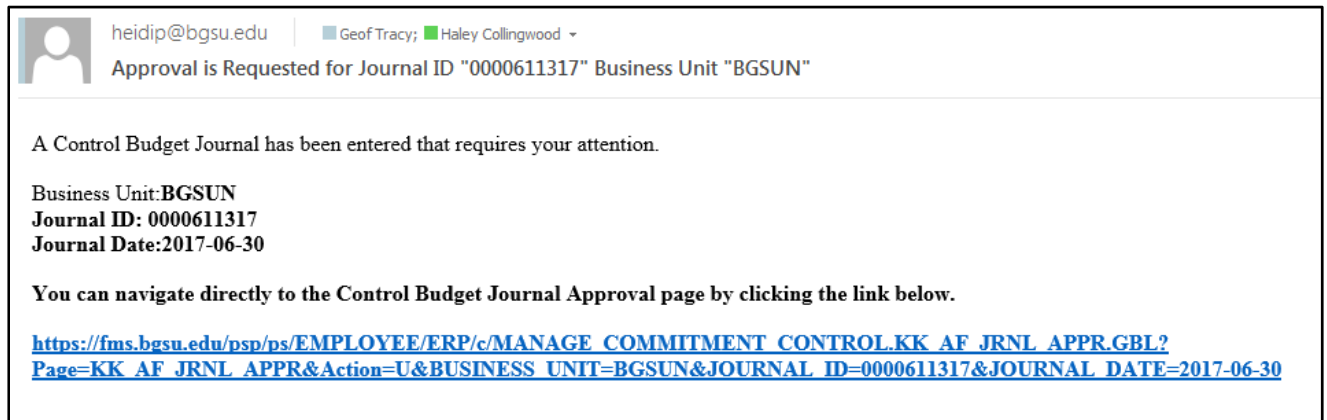 heidip@bgsu.edu Geof Tracy; Haley Collingwood
Approval is Requested for Journal ID "0000611317" Business Unit "BGSUN"
A Control Budget Journal has been entered that requires your attention.
Business Unit:BGSUN
Journal ID: 0000611317
Journal Date:2017-06-30
You can navigate directly to the Control Budget Journal Approval page by clicking the link below.
https://fms.bgsu.edu/psp/ps/EMPLOYEE/ERP/c/MANAGE_COMMITMENT_CONTROL.KK_AF_JRNL_APPR.GBL?
Page=KK_AF_JRNL_APPR&Action=U&BUSINESS_UNIT=BGSUN&JOURNAL_ID=0000611317&JOURNAL_DATE=2017-06-30